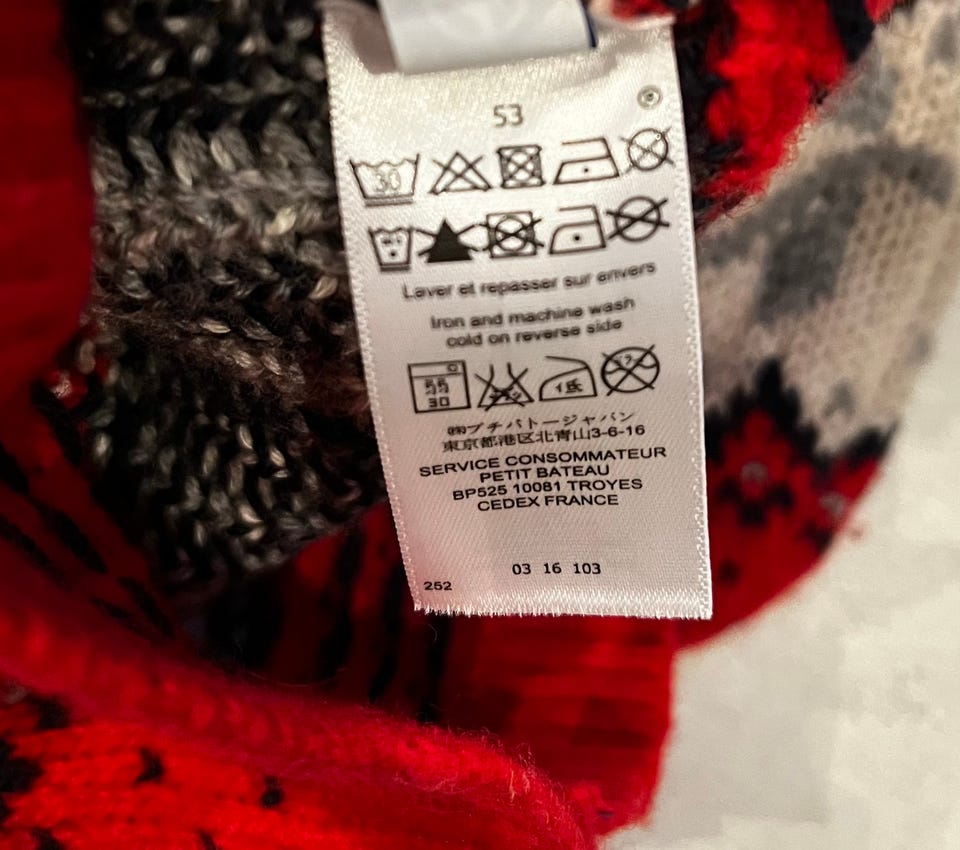 53
30
Laver et repasser sur envers
Iron and machine wash
cold on reverse side
30
㈱プチバトージャパン
東京都港区北青山3-6-16
SERVICE CONSOMMATEUR
PETIT BATEAU
BP525 10081 TROYES
CEDEX FRANCE
03 16 103
252